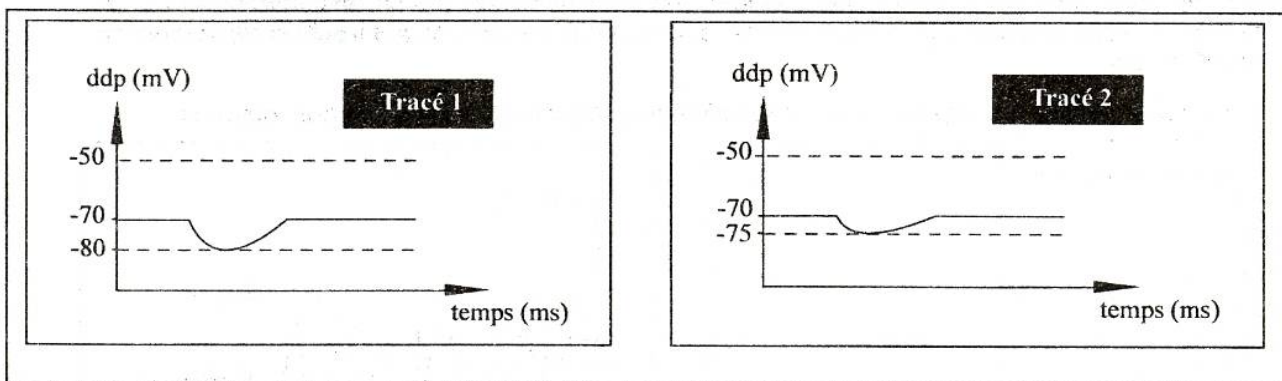 ddp (mV)
Tracé 1
-50
-70
-80
temps (ms)
ddp (mV)
Tracé 2
-50
-70
-75
temps (ms)